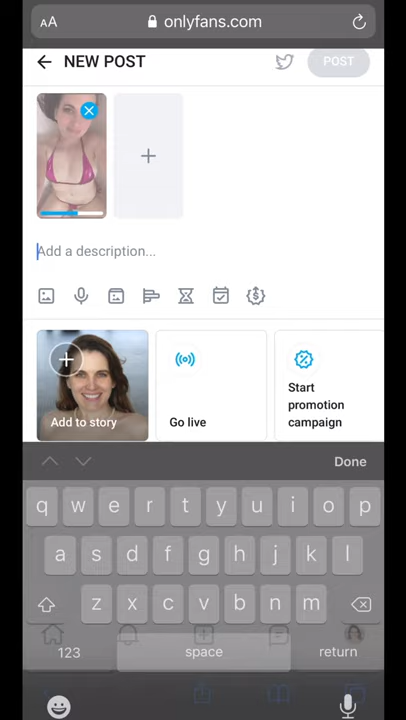 AA
onlyfans.com
NEW POST
POST
Add a description...
Add to story
Go live
Start
promotion
campaign
Done
q w e r t y u i o p
a s d f g h j k l
z x c v b n m
123
space
return